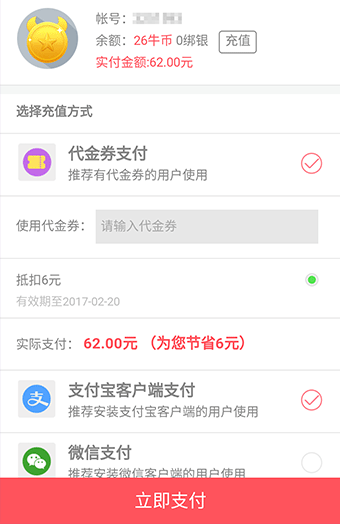 帐号：
余额：26牛币 0绑银 充值
实付金额:62.00元
选择充值方式
代金券支付
推荐有代金券的用户使用
使用代金券： 请输入代金券
抵扣6元
有效期至2017-02-20
实际支付： 62.00元 （为您节省6元）
支付宝客户端支付
推荐安装支付宝客户端的用户使用
微信支付
推荐安装微信客户端的用户使用
立即支付